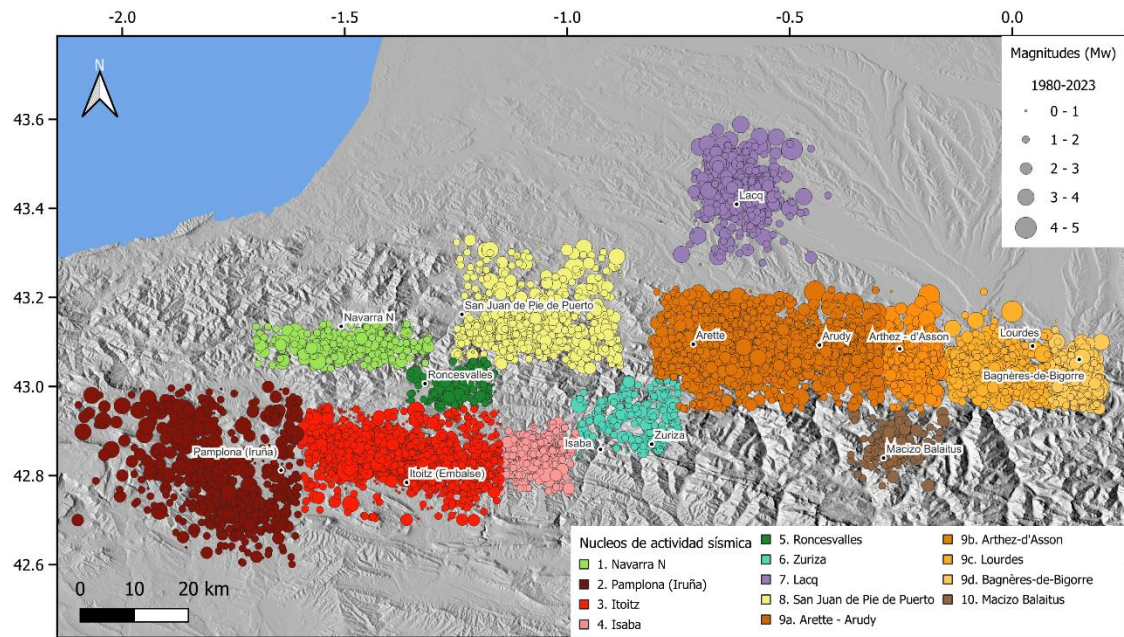 -2.0 -1.5 -1.0 -0.5 0.0
N
Magnitudes (Mw)
1980-2023
0 - 1
1 - 2
2 - 3
3 - 4
4 - 5
43.6
43.4
43.2
43.0
42.8
42.6
Lacq
San Juan de Pie de Puerto
Navarra N
Arette
Arudy
Arthez - d'Asson
Lourdes
Bagnères-de-Bigorre
Roncesvalles
Pamplona (Iruña)
Itoitz (Embalse)
Isaba
Zuriza
Macizo Balaitus
0 10 20 km
Nucleos de actividad sísmica
1. Navarra N
2. Pamplona (Iruña)
3. Itoitz
4. Isaba
5. Roncesvalles
6. Zuriza
7. Lacq
8. San Juan de Pie de Puerto
9a. Arette - Arudy
9b. Arthez-d'Asson
9c. Lourdes
9d. Bagnères-de-Bigorre
10. Macizo Balaitus